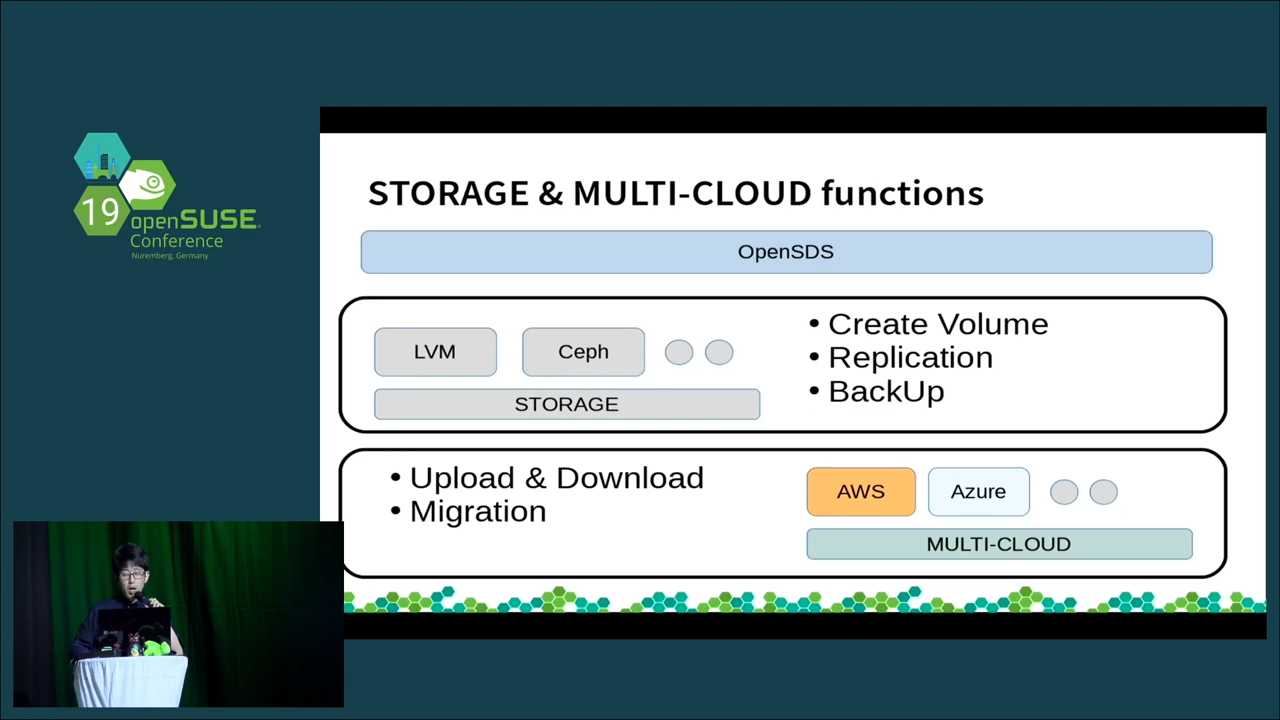 19
openSUSE
Conference
Nuremberg, Germany
STORAGE & MULTI-CLOUD functions
OpenSDS
LVM
Ceph
STORAGE
• Create Volume
• Replication
• BackUp
• Upload & Download
• Migration
AWS
Azure
MULTI-CLOUD